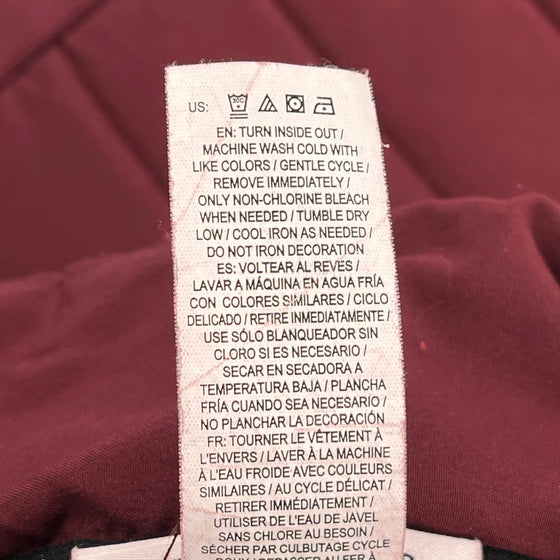 US:
EN: TURN INSIDE OUT /
MACHINE WASH COLD WITH
LIKE COLORS / GENTLE CYCLE /
REMOVE IMMEDIATELY /
ONLY NON-CHLORINE BLEACH
WHEN NEEDED / TUMBLE DRY
LOW / COOL IRON AS NEEDED /
DO NOT IRON DECORATION
ES: VOLTEAR AL REVÉS /
LAVAR A MÁQUINA EN AGUA FRÍA
CON COLORES SIMILARES / CICLO
DELICADO / RETIRE INMEDIATAMENTE /
USE SÓLO BLANQUEADOR SIN
CLORO SI ES NECESARIO /
SECAR EN SECADORA A
TEMPERATURA BAJA / PLANCHA
FRÍA CUANDO SEA NECESARIO /
NO PLANCHAR LA DECORACIÓN
FR: TOURNER LE VÊTEMENT À
L'ENVERS / LAVER À LA MACHINE
À L'EAU FROIDE AVEC COULEURS
SIMILAIRES / AU CYCLE DÉLICAT /
RETIRER IMMÉDIATEMENT /
UTILISER DE L'EAU DE JAVEL
SANS CHLORE AU BESOIN /
SÉCHER PAR CULBUTAGE CYCLE
DOUX / REPASSER AU FER À